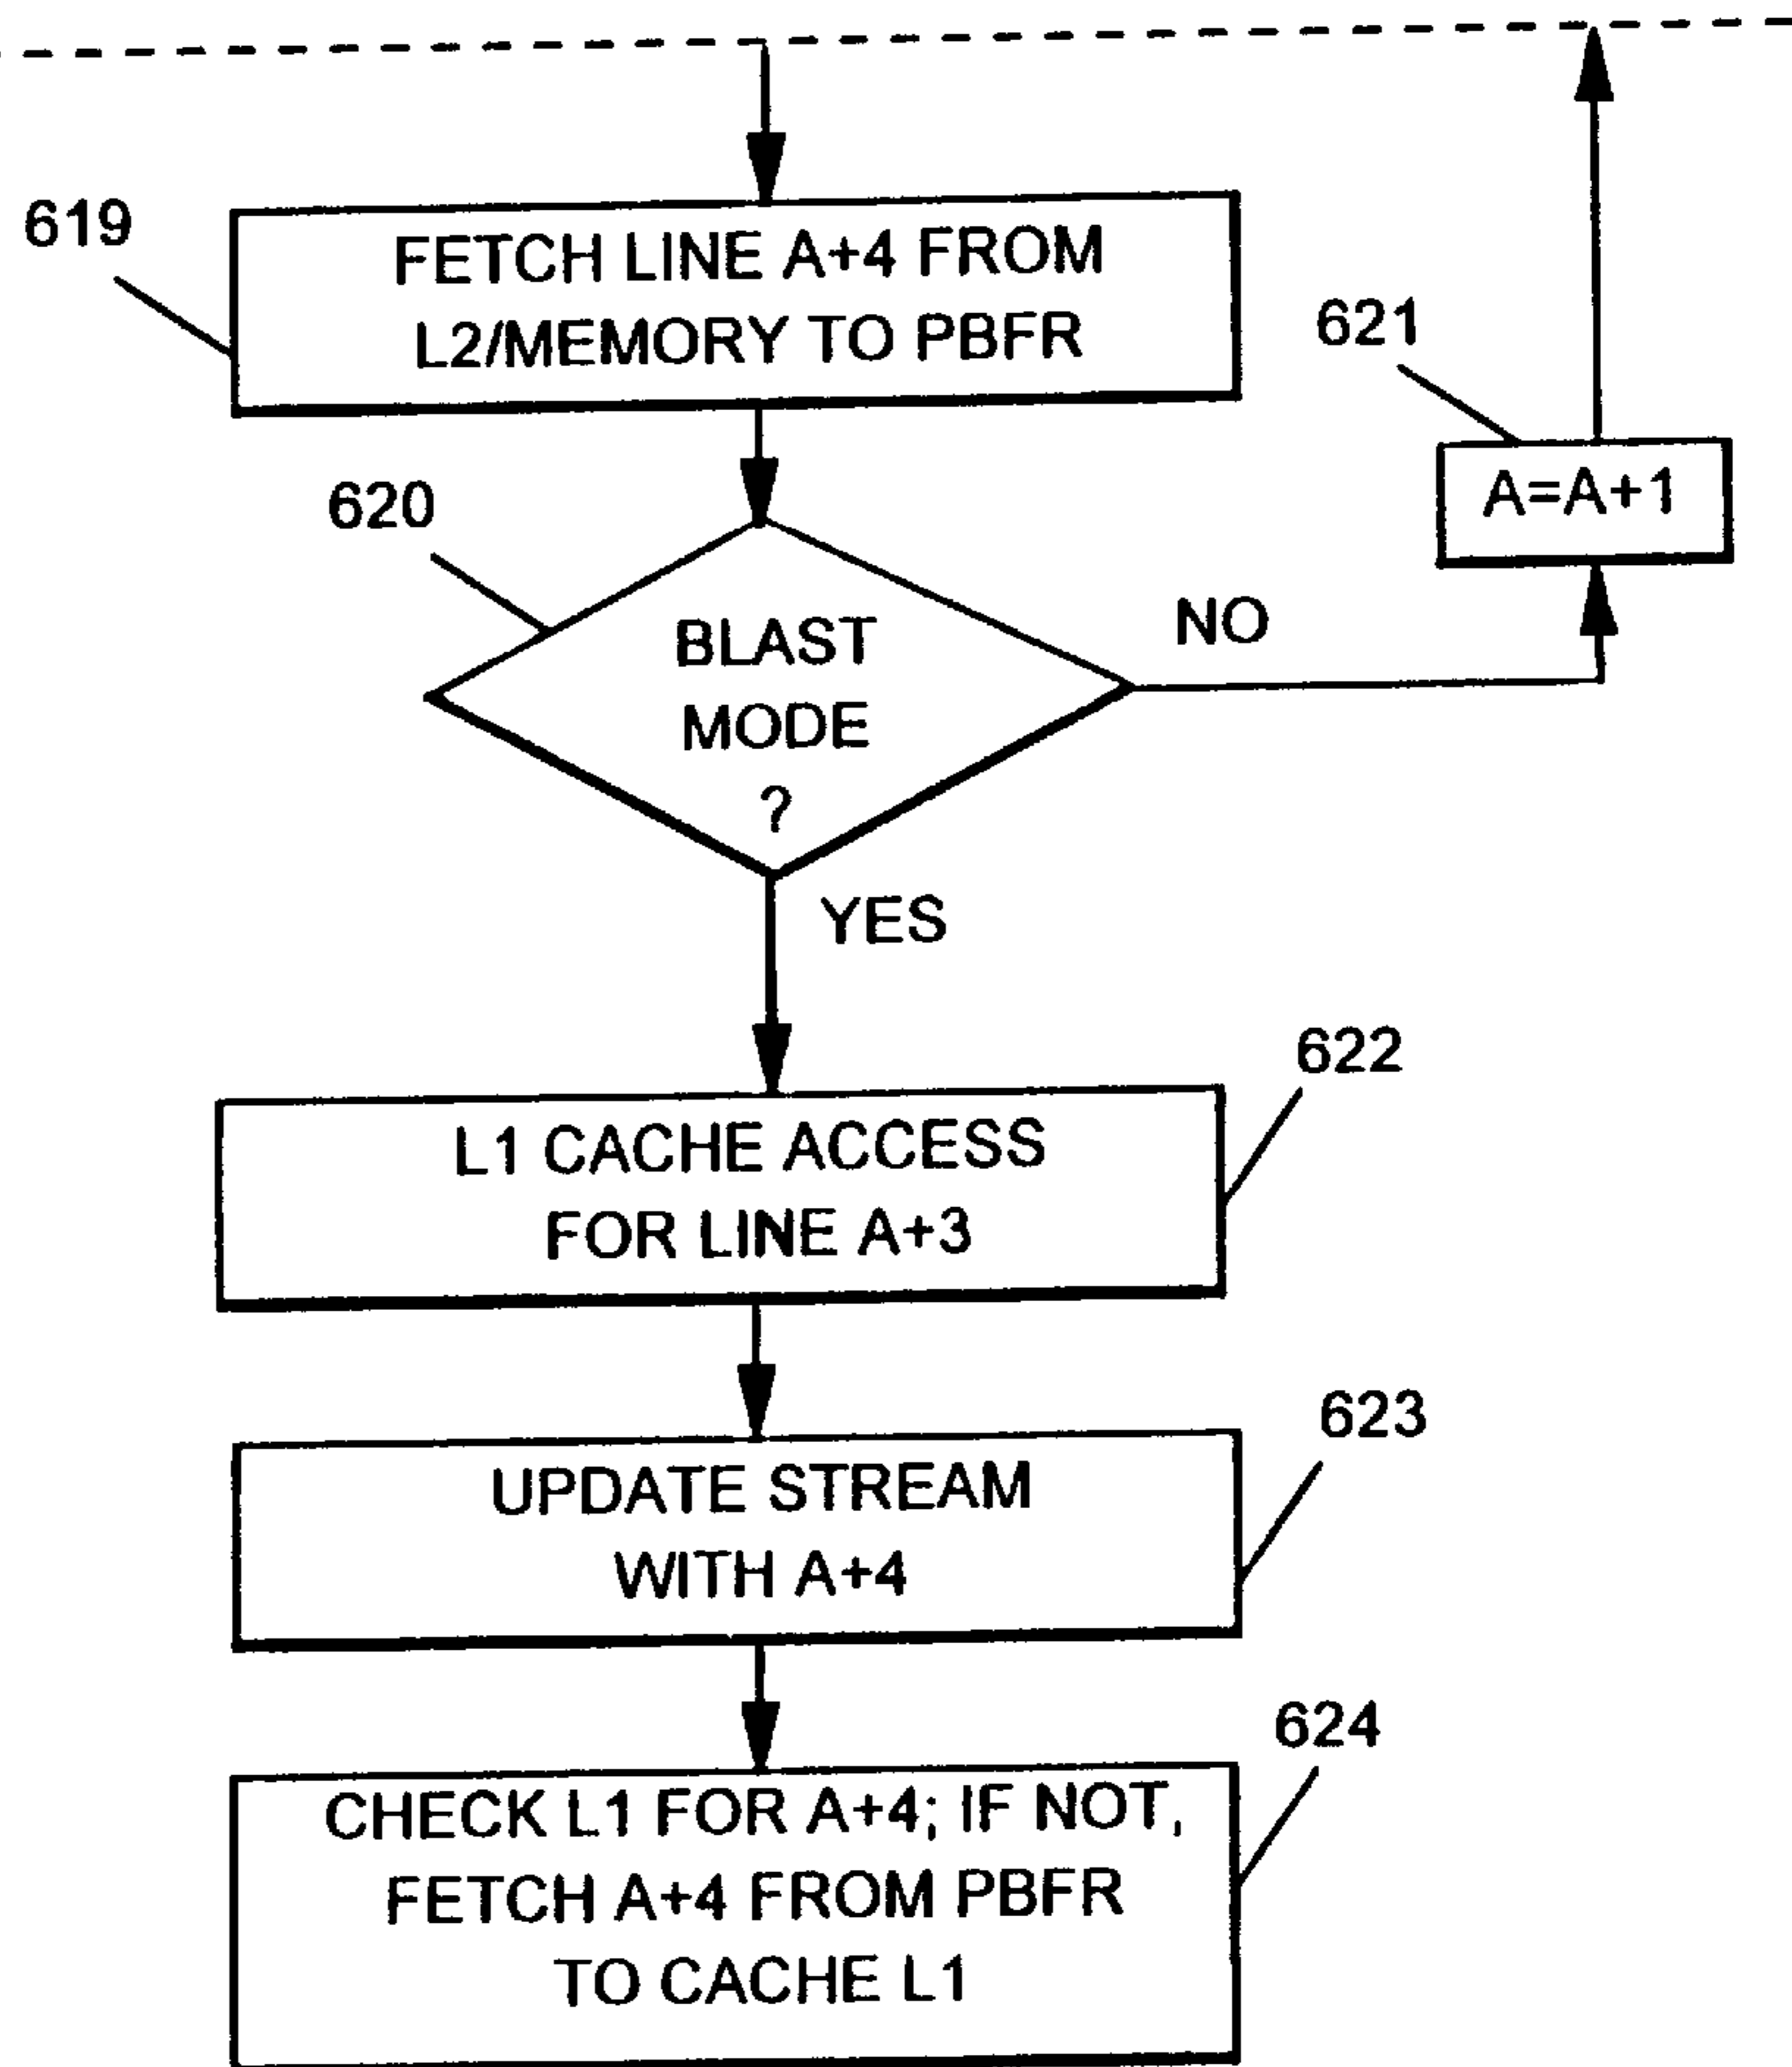 619
FETCH LINE A+4 FROM
L2/MEMORY TO PBFR
621
A=A+1
620
BLAST
MODE
?
NO
YES
622
L1 CACHE ACCESS
FOR LINE A+3
623
UPDATE STREAM
WITH A+4
624
CHECK L1 FOR A+4; IF NOT,
FETCH A+4 FROM PBFR
TO CACHE L1